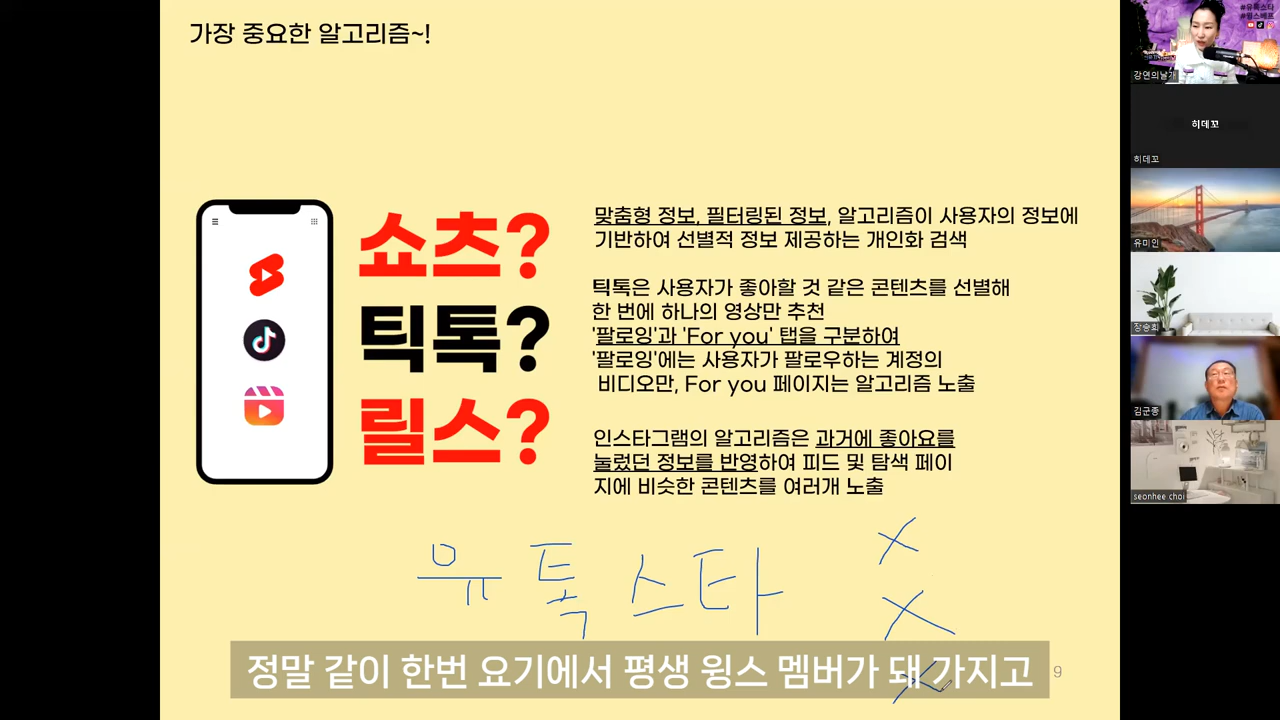 가장 중요한 알고리즘~!
쇼츠?
틱톡?
릴스?
맞춤형 정보, 필터링된 정보, 알고리즘이 사용자의 정보에
기반하여 선별적 정보 제공하는 개인화 검색
틱톡은 사용자가 좋아할 것 같은 콘텐츠를 선별해
한 번에 하나의 영상만 추천
'팔로잉'과 'For you' 탭을 구분하여
'팔로잉'에는 사용자가 팔로우하는 계정의
비디오만, For you 페이지는 알고리즘 노출
인스타그램의 알고리즘은 과거에 좋아요를
눌렀던 정보를 반영하여 피드 및 탐색 페이
지에 비슷한 콘텐츠를 여러개 노출
유톡스타
정말 같이 한번 요기에서 평생 윙스 멤버가 돼 가지고
9
#유톡스타
#윙스베프
강연의날개
히데꼬
히데꼬
유미인
장승희
김군종
seonhee choi